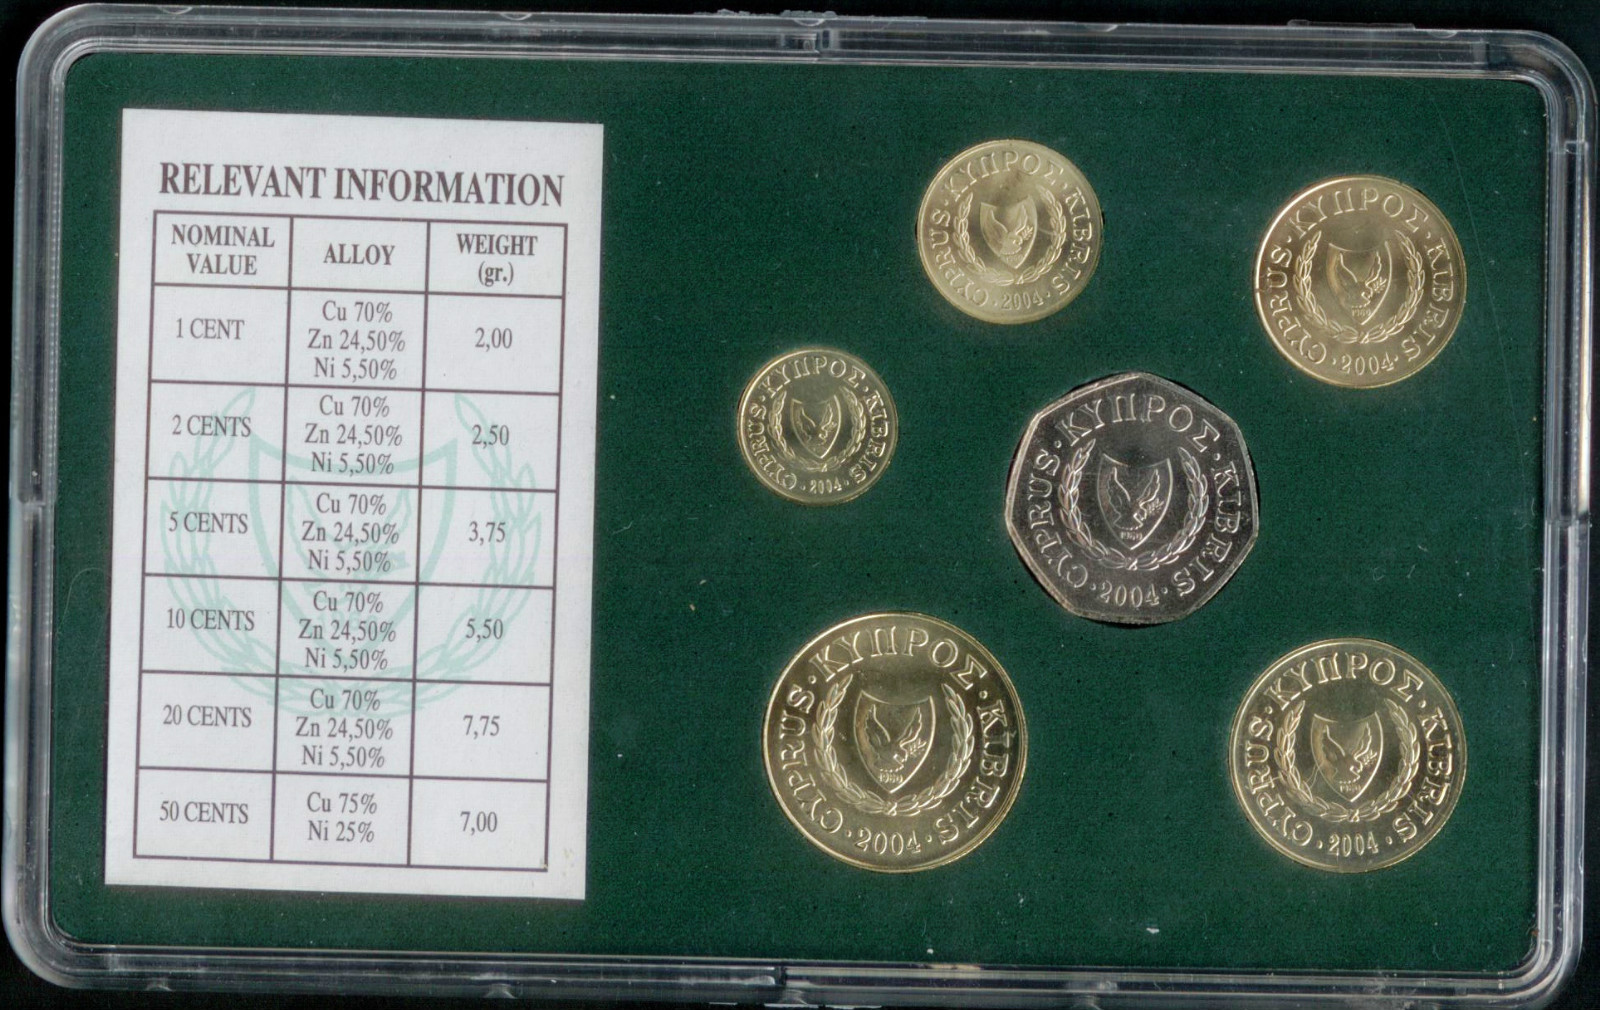 RELEVANT INFORMATION
NOMINAL VALUE ALLOY WEIGHT (gr.)
1 CENT Cu 70% Zn 24,50% Ni 5,50% 2,00
2 CENTS Cu 70% Zn 24,50% Ni 5,50% 2,50
5 CENTS Cu 70% Zn 24,50% Ni 5,50% 3,75
10 CENTS Cu 70% Zn 24,50% Ni 5,50% 5,50
20 CENTS Cu 70% Zn 24,50% Ni 5,50% 7,75
50 CENTS Cu 75% Ni 25% 7,00
CYPRUS · ΚΥΠΡΟΣ · KIBRIS · 2004 ·
CYPRUS · ΚΥΠΡΟΣ · KIBRIS · 2004 ·
1960
CYPRUS · ΚΥΠΡΟΣ · KIBRIS · 2004 ·
CYPRUS · ΚΥΠΡΟΣ · KIBRIS · 2004 ·
1960
CYPRUS · ΚΥΠΡΟΣ · KIBRIS · 2004 ·
1960
CYPRUS · ΚΥΠΡΟΣ · KIBRIS · 2004 ·
1960